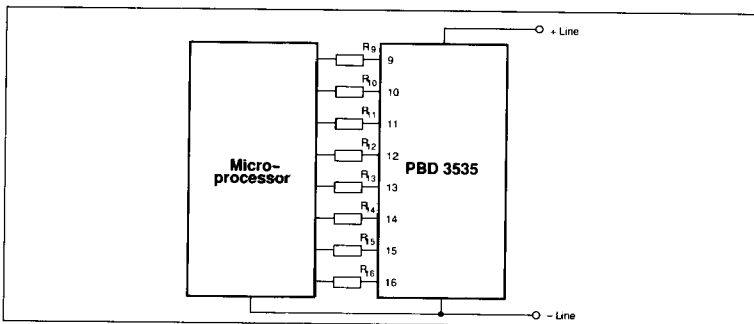 + Line
R9
9
R10
10
R11
11
Micro-
processor
R12
12
PBD 3535
R13
13
R14
14
R15
15
R16
16
- Line